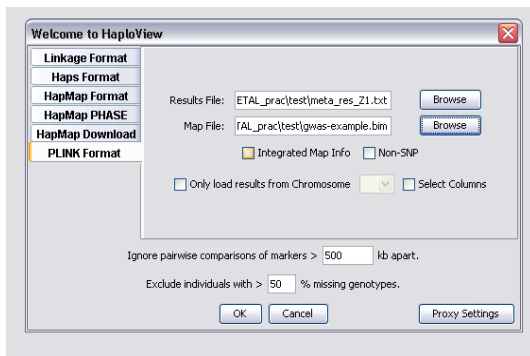 Welcome to HaploView
Linkage Format
Haps Format
HapMap Format
HapMap PHASE
HapMap Download
PLINK Format
Results File: ETAL_prac\test\meta_res_Z1.txt Browse
Map File: TAL_prac\test\gwas-example.bim Browse
Integrated Map Info Non-SNP
Only load results from Chromosome Select Columns
Ignore pairwise comparisons of markers > 500 kb apart.
Exclude individuals with > 50 % missing genotypes.
OK Cancel Proxy Settings